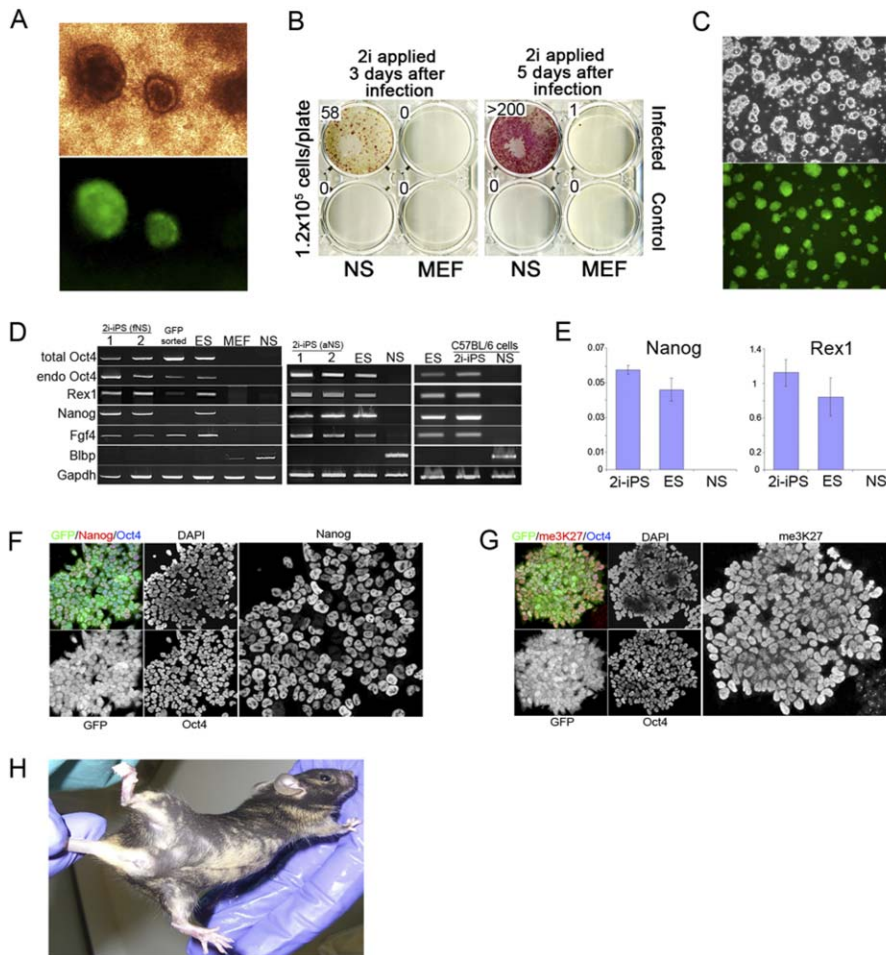 A
B
2i applied
3 days after
infection
2i applied
5 days after
infection
58
0
>200
1
0
0
0
0
1.2x10⁵ cells/plate
Infected
Control
NS
MEF
NS
MEF
C
D
2i-iPS (fNS)
1
2
GFP
sorted
ES
MEF
NS
2i-iPS (aNS)
1
2
ES
NS
C57BL/6 cells
ES
2i-iPS
NS
total Oct4
endo Oct4
Rex1
Nanog
Fgf4
Blbp
Gapdh
E
Nanog
0.07
0.05
0.03
0.01
0
2i-iPS
ES
NS
Rex1
1.4
1
0.6
0.2
0
2i-iPS
ES
NS
F
GFP/Nanog/Oct4
DAPI
Nanog
GFP
Oct4
G
GFP/me3K27/Oct4
DAPI
me3K27
GFP
Oct4
H